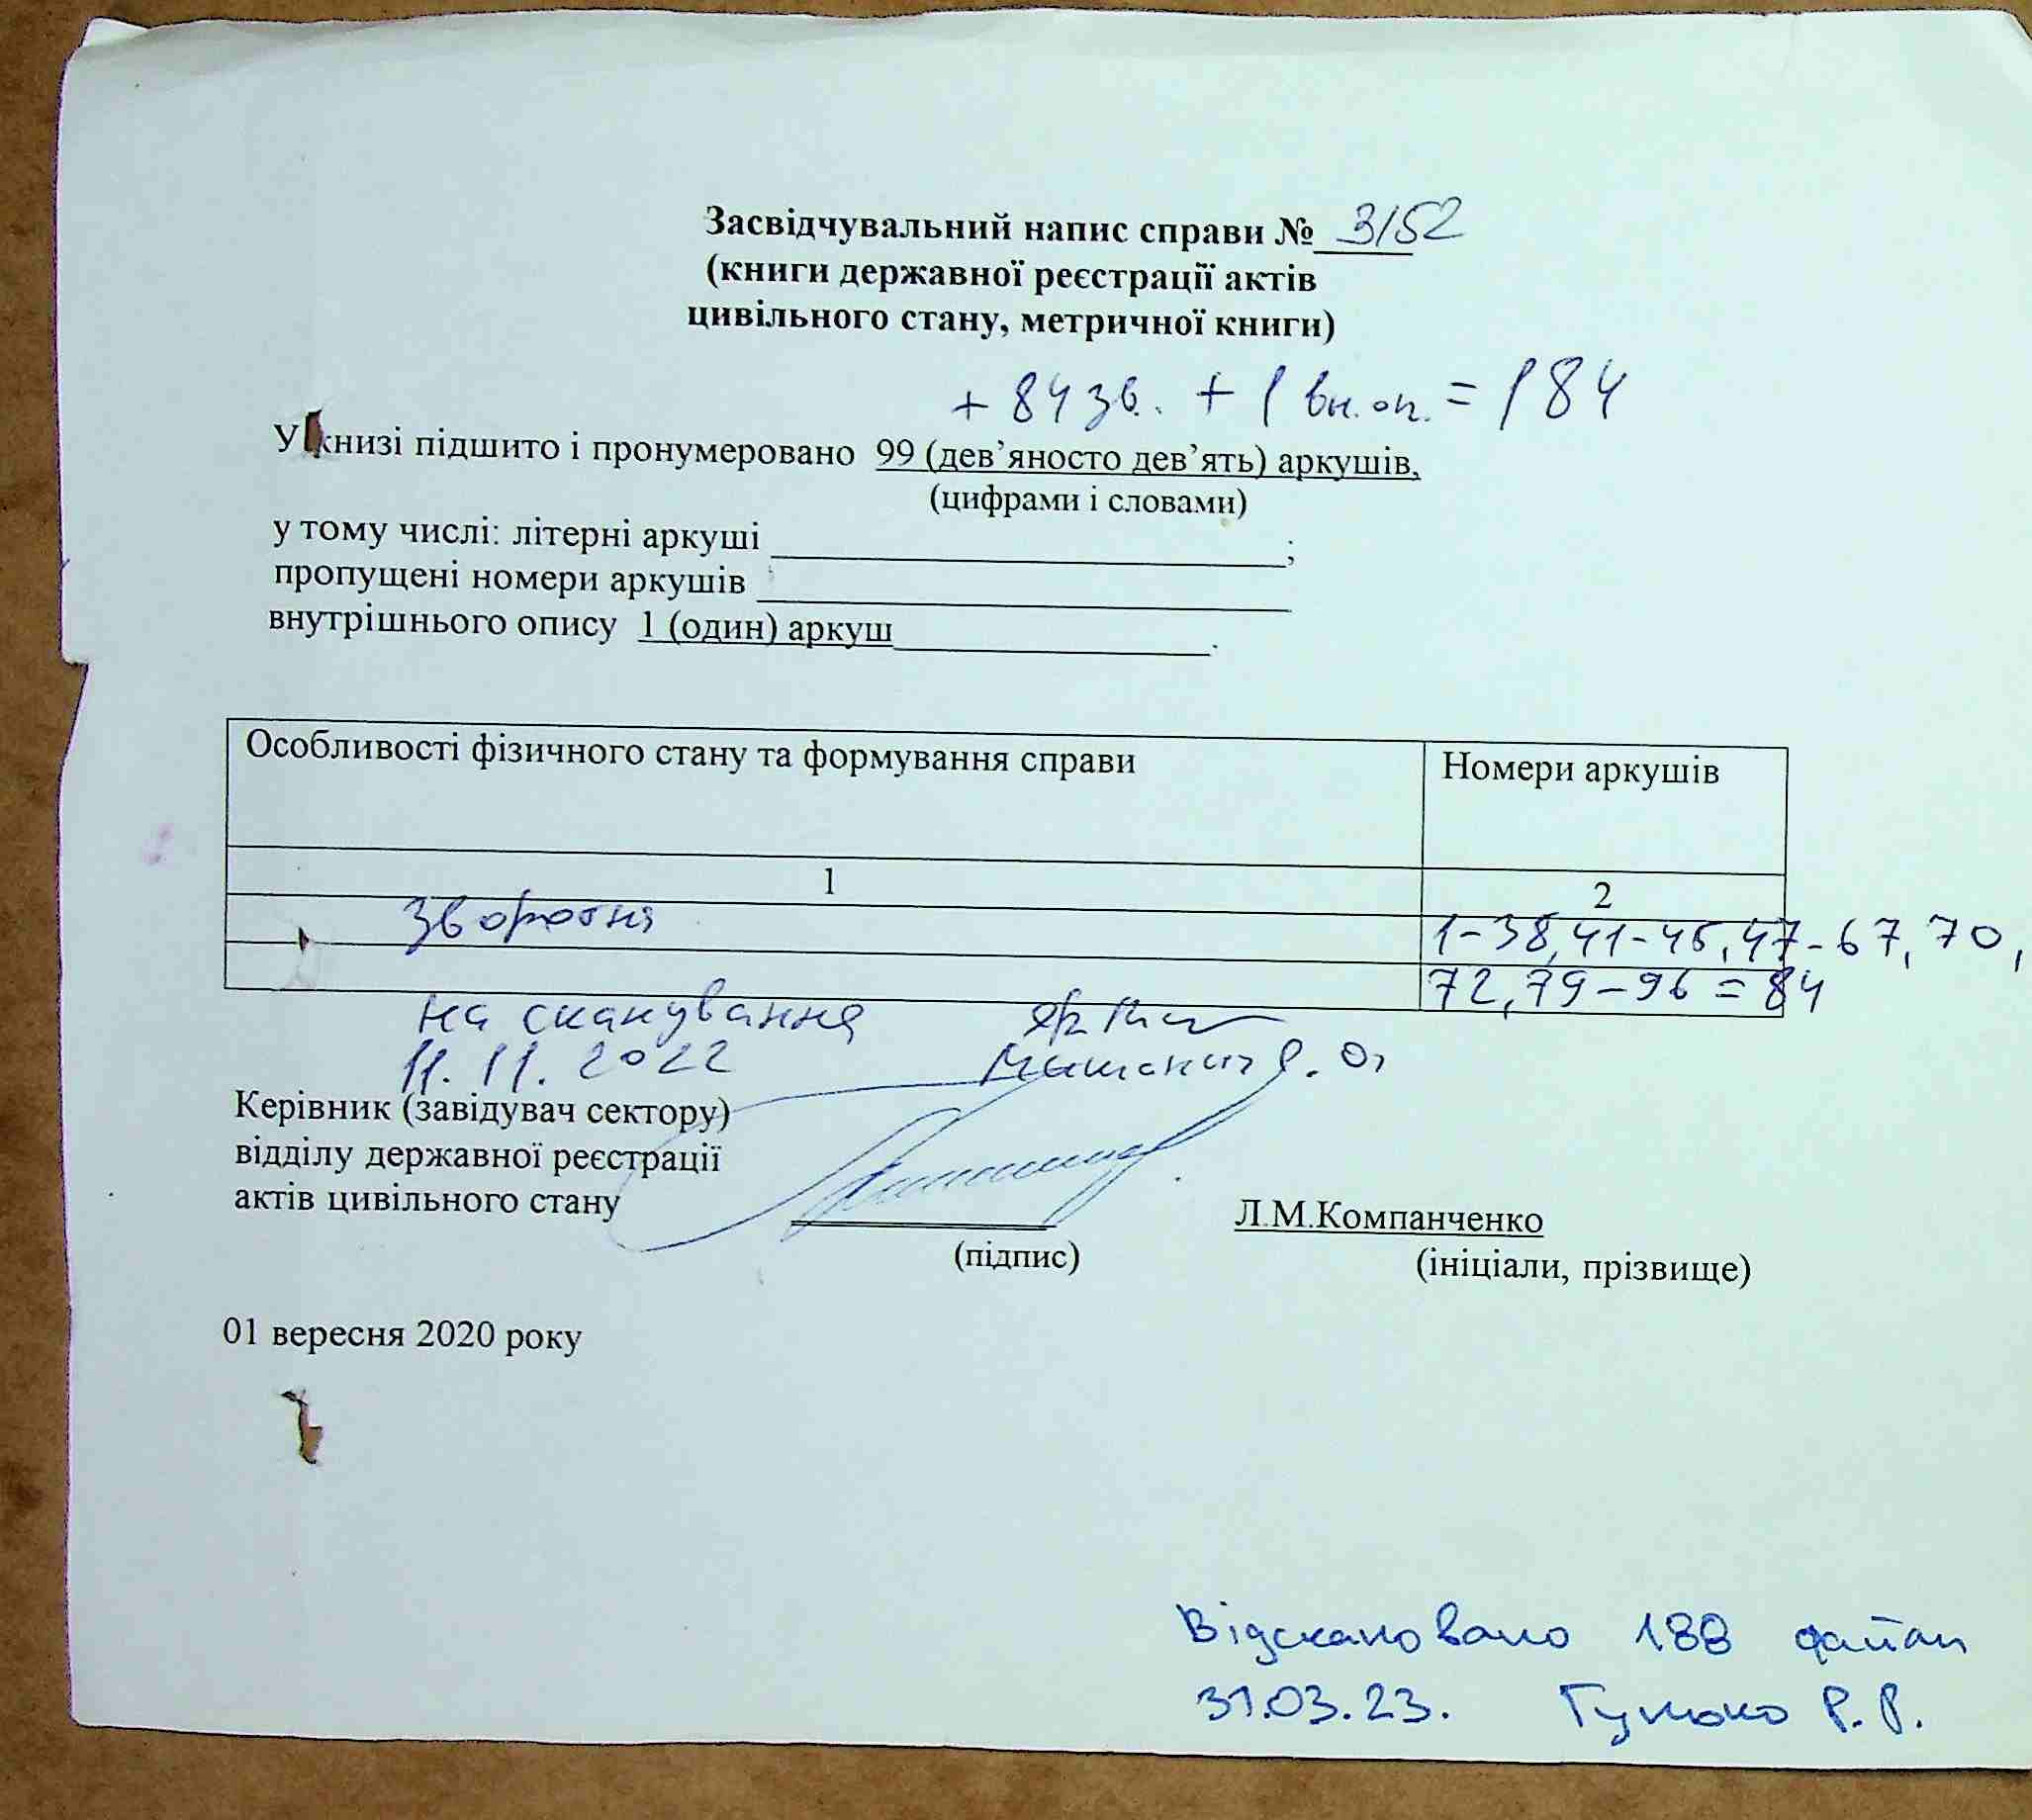 Засвідчувальний напис справи № 3/52
(книги державної реєстрації актів
цивільного стану, метричної книги)
+ 84 зв. + 1 вн. оп. = 184
У книзі підшито і пронумеровано 99 (дев’яносто дев’ять) аркушів,
(цифрами і словами)
у тому числі: літерні аркуші ;
пропущені номери аркушів
внутрішнього опису 1 (один) аркуш .
Особливості фізичного стану та формування справи Номери аркушів
1 2
зворотня 1-38,41-45,47-67,70,
72,79-96=84
на сканування
11.11.2022
Керівник (завідувач сектору)
відділу державної реєстрації
актів цивільного стану Л.М.Компанченко
(підпис) (ініціали, прізвище)
01 вересня 2020 року
Відскановано 188 файли
31.03.23. Р.Р.